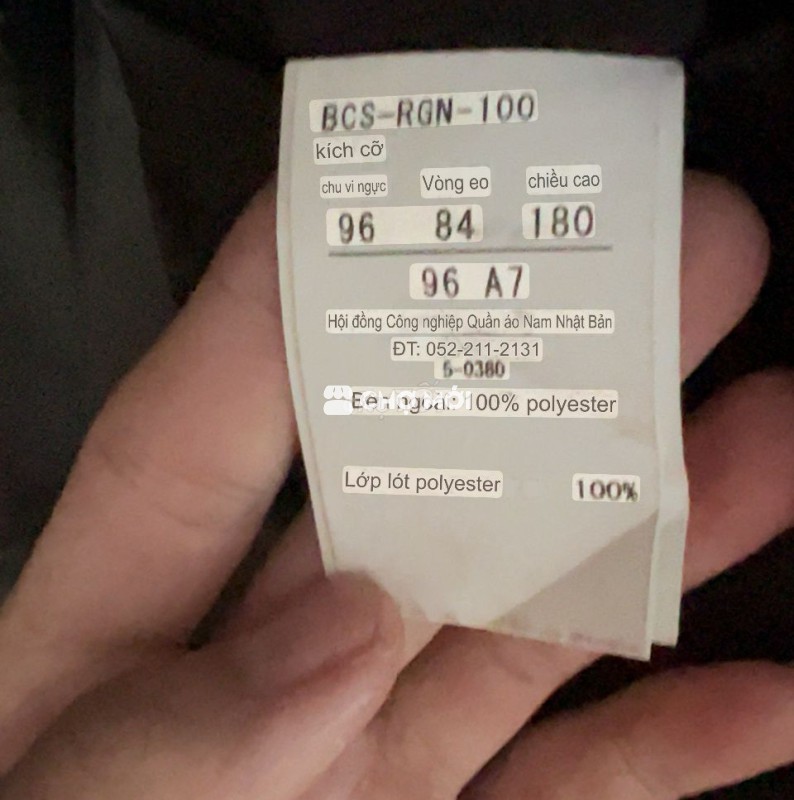 BCS-RGN-100
kích cỡ
chu vi ngực Vòng eo chiều cao
96 84 180
96 A7
Hội đồng Công nghiệp Quần áo Nam Nhật Bản
ĐT: 052-211-2131
5-0380
100% polyester
Lớp lót polyester 100%